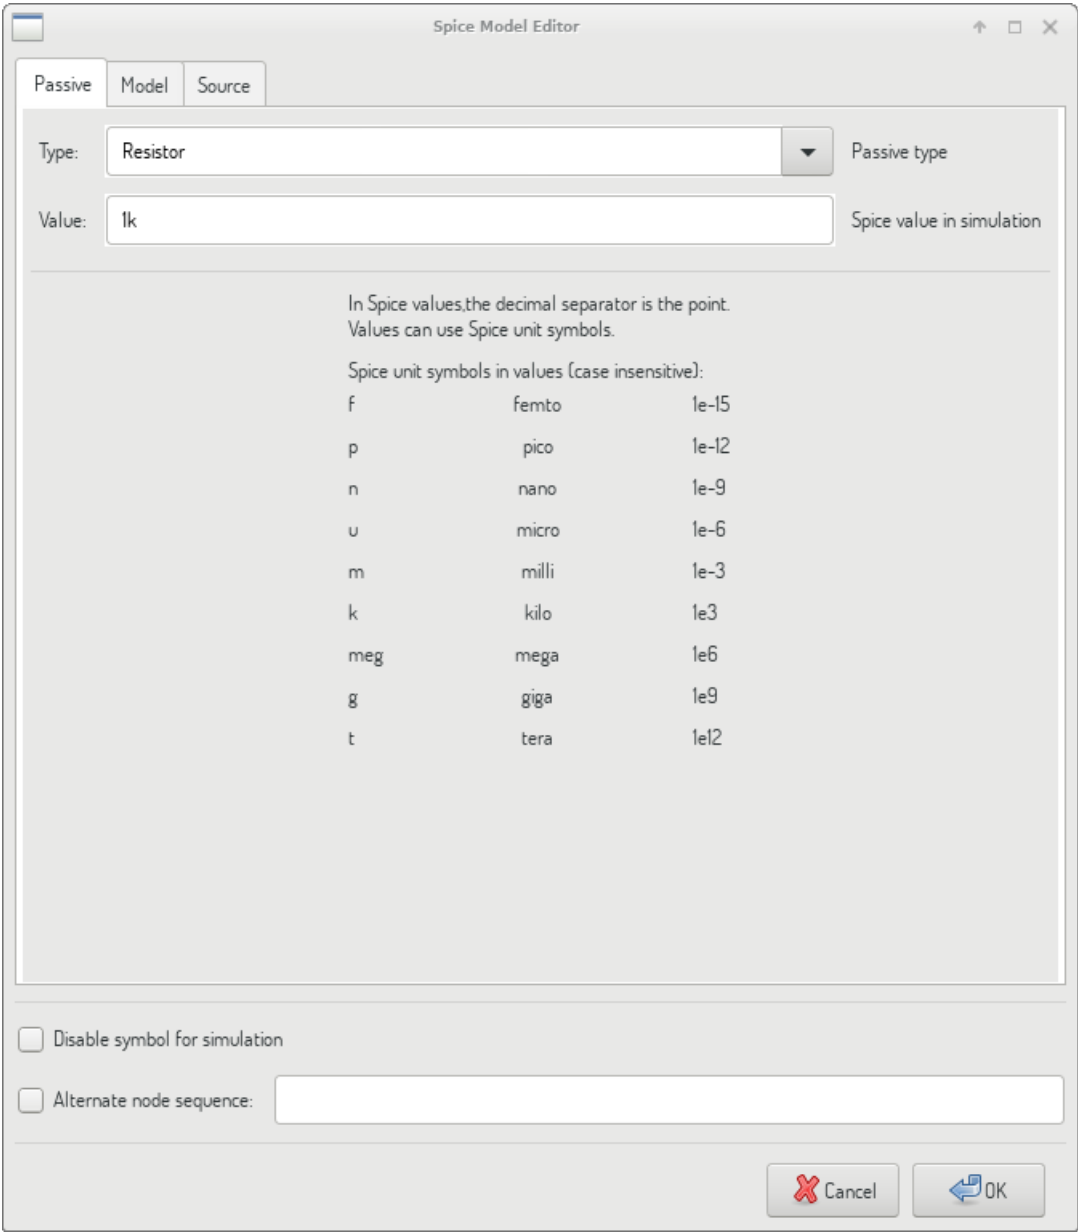 Spice Model Editor
Passive Model Source
Type: Resistor Passive type
Value: 1k Spice value in simulation
In Spice values,the decimal separator is the point.
Values can use Spice unit symbols.
Spice unit symbols in values (case insensitive):
f femto 1e-15
p pico 1e-12
n nano 1e-9
u micro 1e-6
m milli 1e-3
k kilo 1e3
meg mega 1e6
g giga 1e9
t tera 1e12
Disable symbol for simulation
Alternate node sequence:
Cancel OK